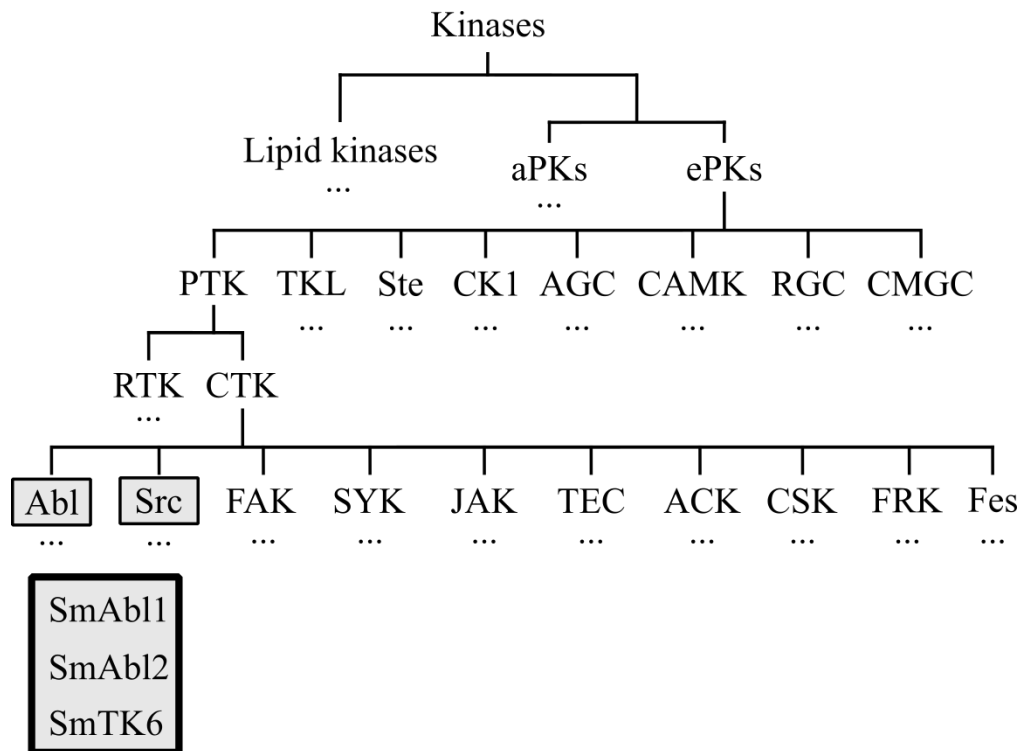 Kinases
Lipid kinases
...
aPKs
...
ePKs
PTK TKL Ste CK1 AGC CAMK RGC CMGC
... ... ... ... ... ... ...
RTK CTK
...
Abl Src FAK SYK JAK TEC ACK CSK FRK Fes
... ... ... ... ... ... ... ... ... ...
SmAbl1
SmAbl2
SmTK6